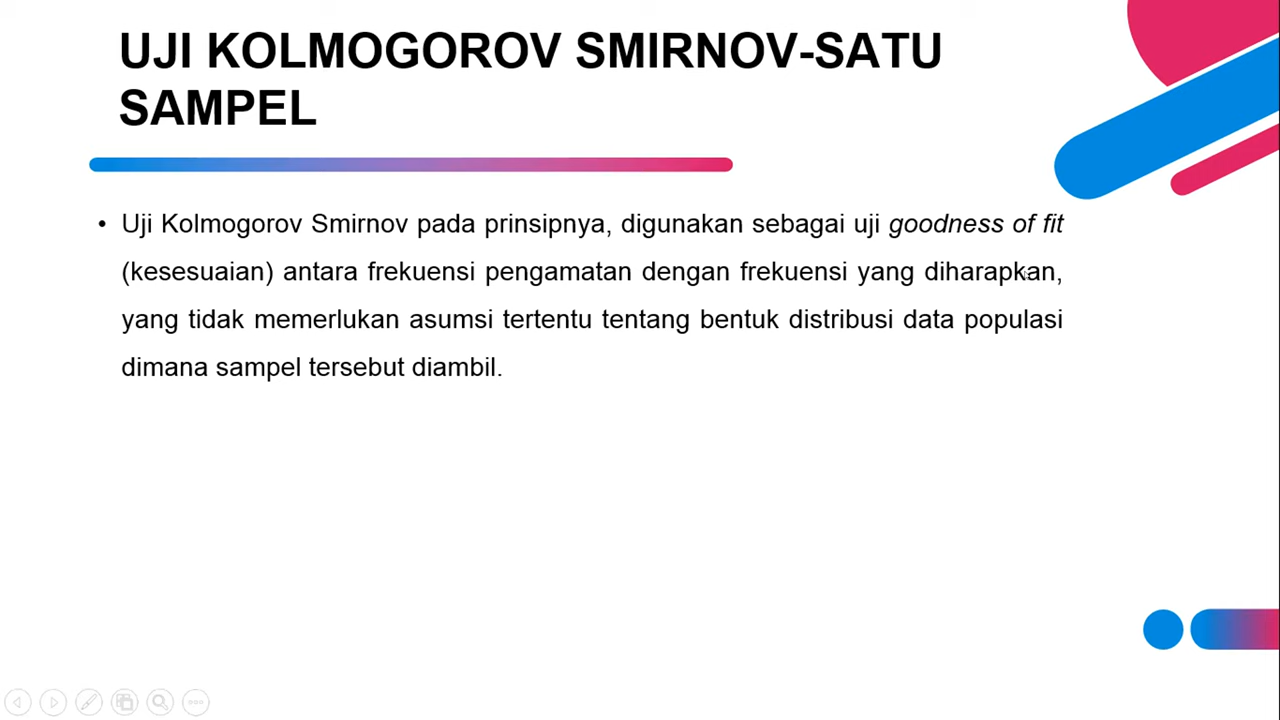 UJI KOLMOGOROV SMIRNOV-SATU
SAMPEL
• Uji Kolmogorov Smirnov pada prinsipnya, digunakan sebagai uji goodness of fit
(kesesuaian) antara frekuensi pengamatan dengan frekuensi yang diharapkan,
yang tidak memerlukan asumsi tertentu tentang bentuk distribusi data populasi
dimana sampel tersebut diambil.